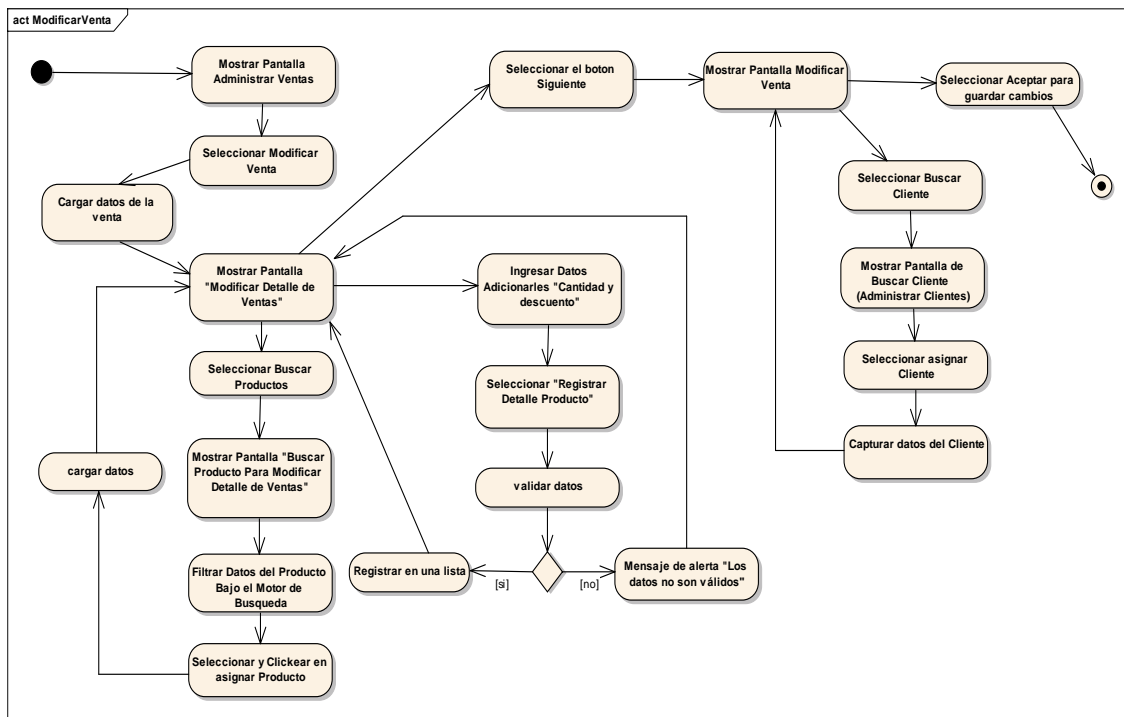 act ModificarVenta
Mostrar Pantalla
Administrar Ventas
Seleccionar Modificar
Venta
Cargar datos de la
venta
Mostrar Pantalla
"Modificar Detalle de
Ventas"
Seleccionar Buscar
Productos
Mostrar Pantalla "Buscar
Producto Para Modificar
Detalle de Ventas"
Filtrar Datos del Producto
Bajo el Motor de
Busqueda
Seleccionar y Clickear en
asignar Producto
cargar datos
Ingresar Datos
Adicionarles "Cantidad y
descuento"
Seleccionar "Registrar
Detalle Producto"
validar datos
[si]
[no]
Registrar en una lista
Mensaje de alerta "Los
datos no son válidos"
Seleccionar el boton
Siguiente
Mostrar Pantalla Modificar
Venta
Seleccionar Aceptar para
guardar cambios
Seleccionar Buscar
Cliente
Mostrar Pantalla de
Buscar Cliente
(Administrar Clientes)
Seleccionar asignar
Cliente
Capturar datos del Cliente